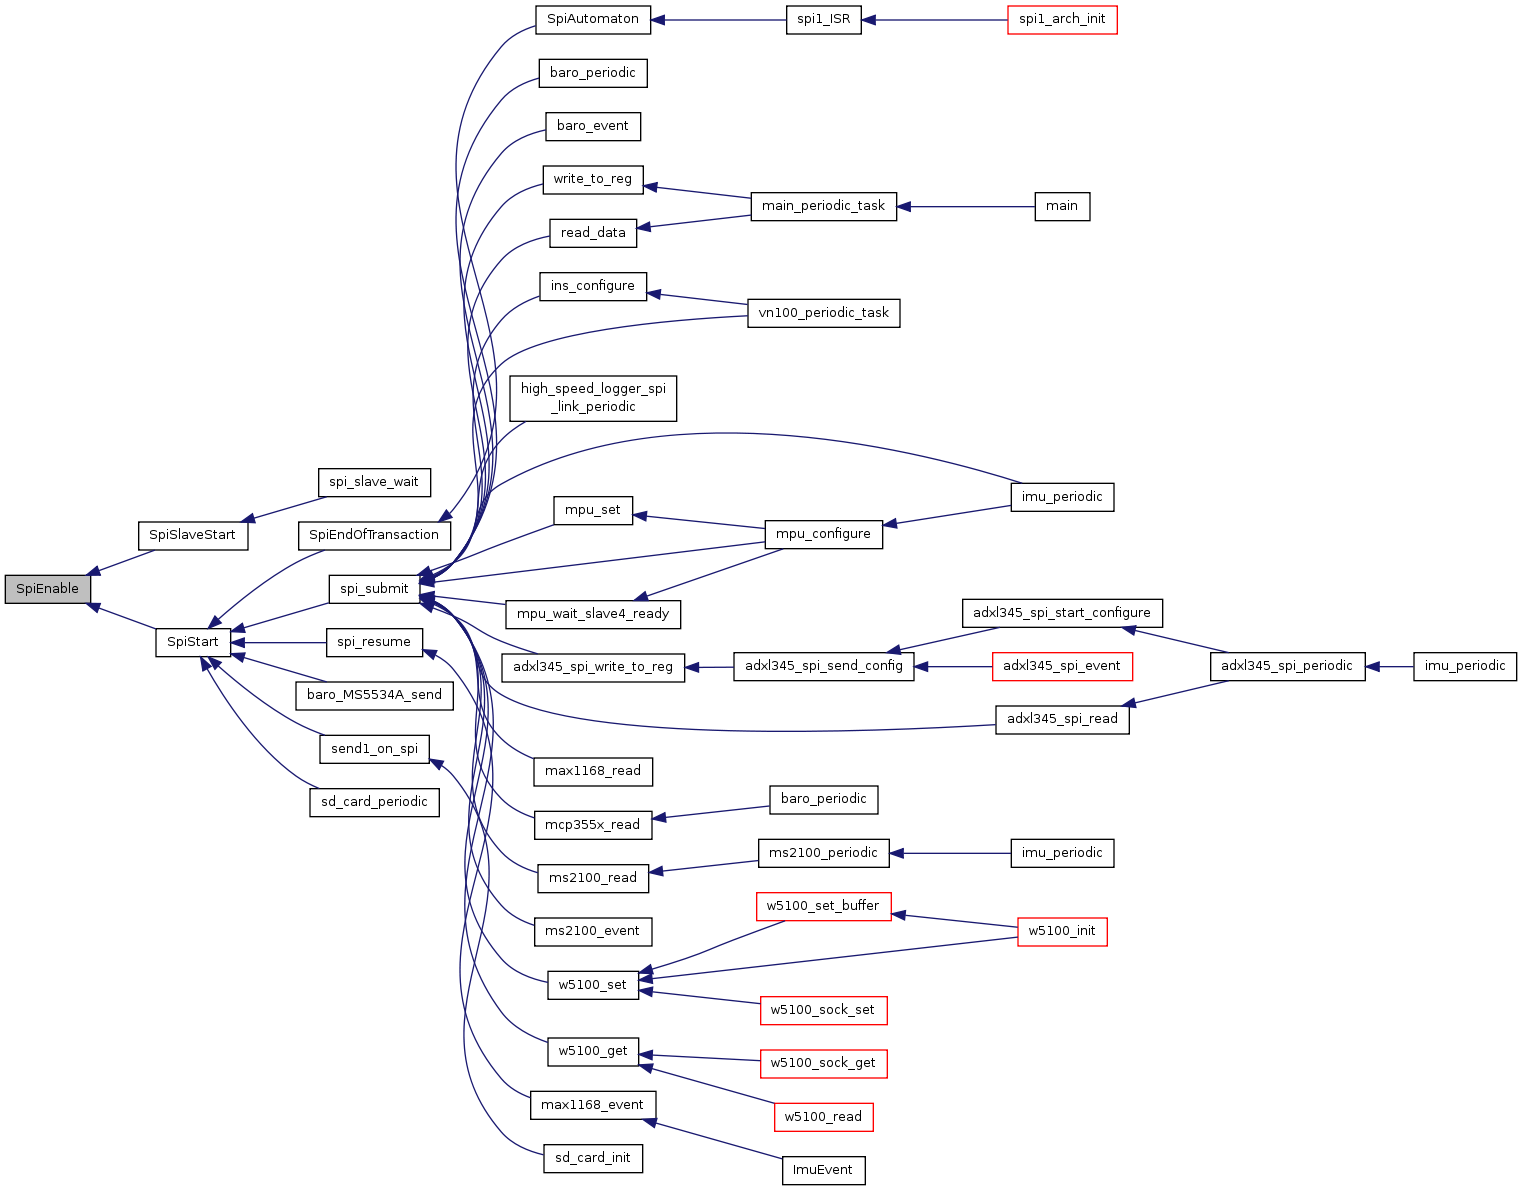 SpiAutomaton
spi1_ISR
spi1_arch_init
baro_periodic
baro_event
write_to_reg
main_periodic_task
main
read_data
ins_configure
vn100_periodic_task
high_speed_logger_spi
_link_periodic
spi_slave_wait
imu_periodic
mpu_set
SpiSlaveStart
SpiEndOfTransaction
mpu_configure
SpiEnable
spi_submit
mpu_wait_slave4_ready
adxl345_spi_start_configure
SpiStart
spi_resume
adxl345_spi_write_to_reg
adxl345_spi_send_config
adxl345_spi_event
adxl345_spi_periodic
imu_periodic
baro_MS5534A_send
adxl345_spi_read
send1_on_spi
max1168_read
sd_card_periodic
baro_periodic
mcp355x_read
ms2100_periodic
imu_periodic
ms2100_read
w5100_set_buffer
ms2100_event
w5100_init
w5100_set
w5100_sock_set
w5100_get
w5100_sock_get
max1168_event
w5100_read
sd_card_init
ImuEvent